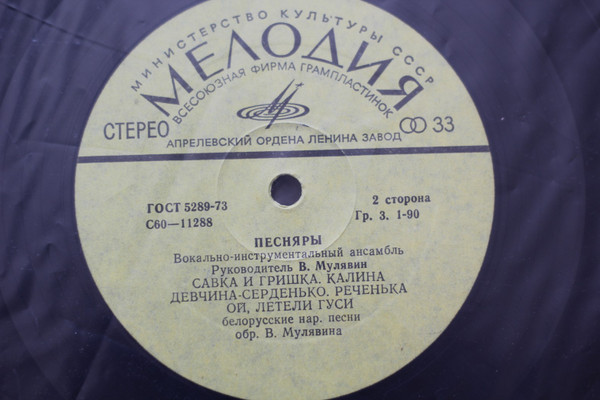 МИНИСТЕРСТВО КУЛЬТУРЫ СССР
МЕЛОДИЯ
ВСЕСОЮЗНАЯ ФИРМА ГРАМПЛАСТИНОК
СТЕРЕО
33
АПРЕЛЕВСКИЙ ОРДЕНА ЛЕНИНА ЗАВОД
ГОСТ 5289-73
С60—11288
2 сторона
Гр. 3. 1-90
ПЕСНЯРЫ
Вокально-инструментальный ансамбль
Руководитель В. Мулявин
САВКА И ГРИШКА. КАЛИНА
ДЕВЧИНА-СЕРДЕНЬКО. РЕЧЕНЬКА
ОЙ, ЛЕТЕЛИ ГУСИ
белорусские нар. песни
обр. В. Мулявина